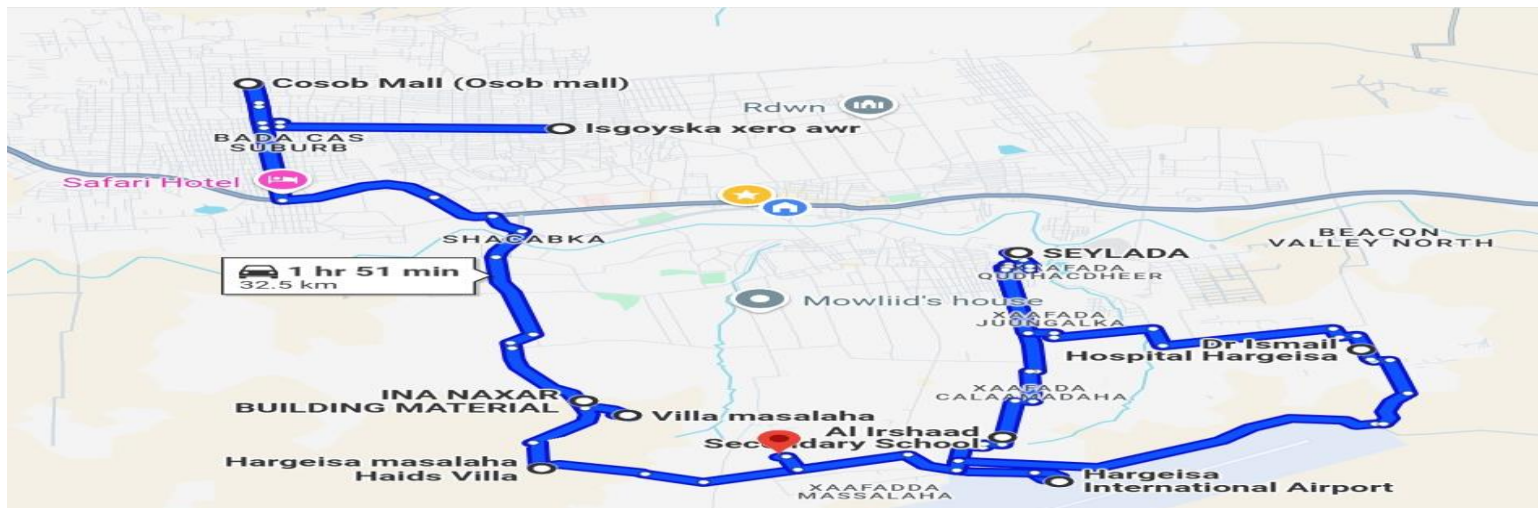 Cosob Mall (Osob mall)
Rdwn
Isgoyska xero awr
BADA CAS
SUBURB
Safari Hotel
SHACABKA
BEACON
VALLEY NORTH
SEYLADA
XAAFADA
QUDHACDHEER
1 hr 51 min
32.5 km
Mowliid's house
XAAFADA
JUUNGALKA
Dr Ismail
Hospital Hargeisa
XAAFADA
CALAAMADAHA
INA NAXAR
BUILDING MATERIAL
Villa masalaha
Al Irshaad
Secondary School
Hargeisa masalaha
Haids Villa
XAAFADDA
MASSALAHA
Hargeisa
International Airport